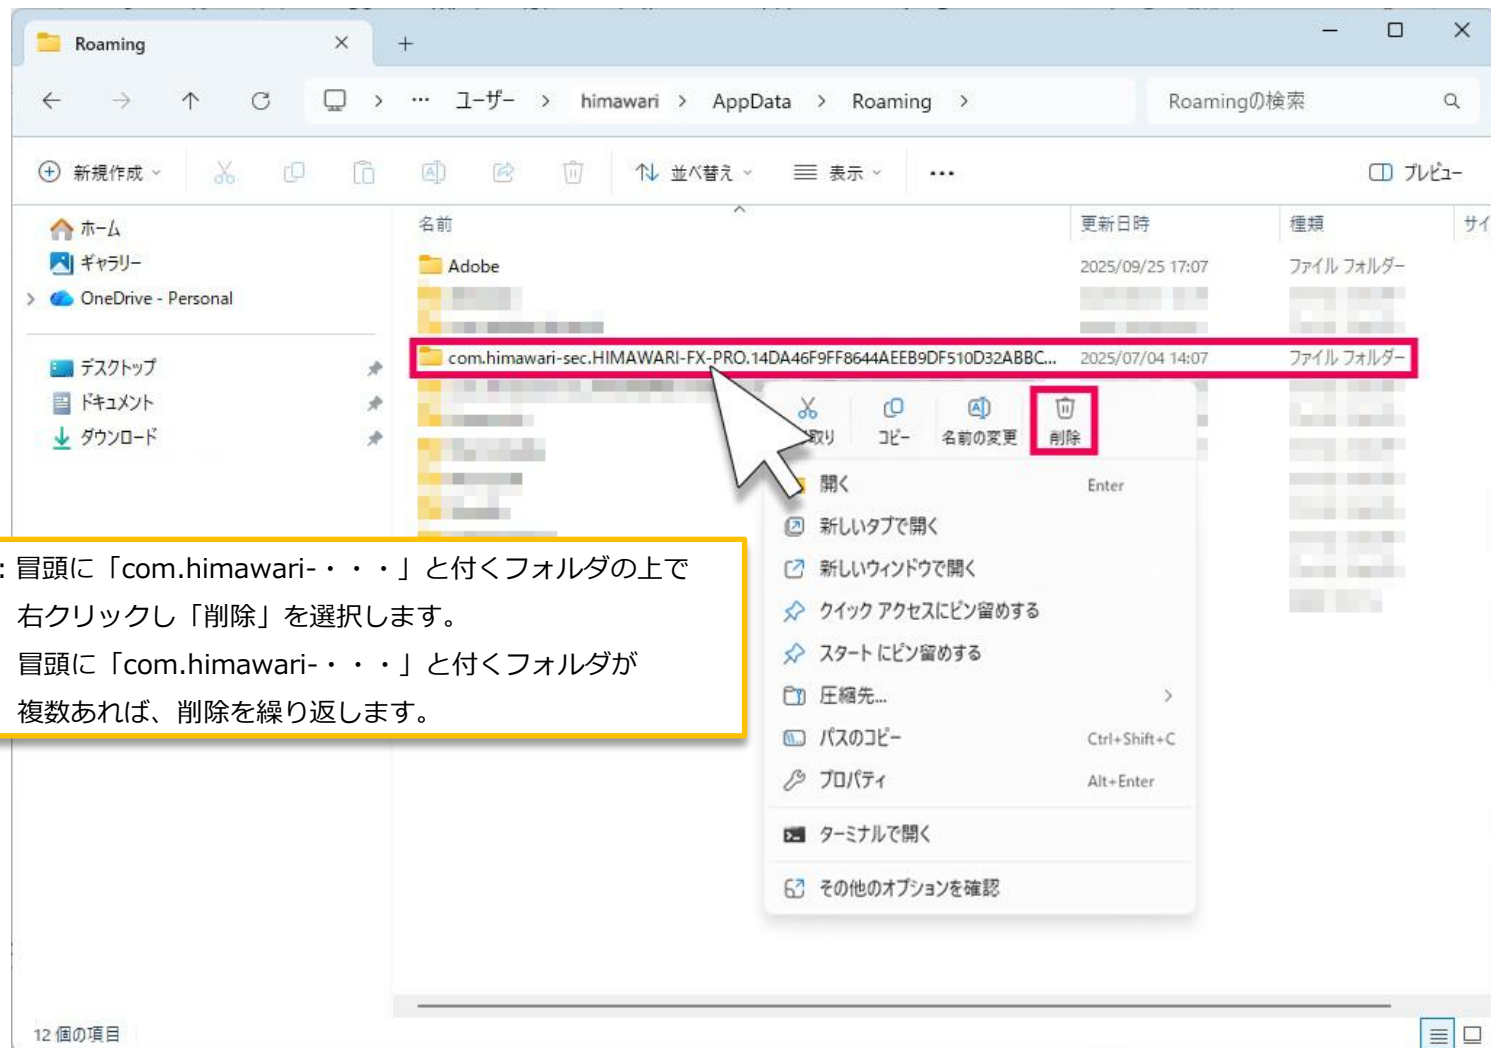 Roaming
ユーザー > himawari > AppData > Roaming >
Roamingの検索
新規作成
並べ替え
表示
プレビュー
ホーム
ギャラリー
OneDrive - Personal
デスクトップ
ドキュメント
ダウンロード
名前 更新日時 種類 サイ
Adobe 2025/09/25 17:07 ファイル フォルダー
com.himawari-sec.HIMAWARI-FX-PRO.14DA46F9FF8644AEEB9DF510D32ABBC... 2025/07/04 14:07 ファイル フォルダー
取り コピー 名前の変更 削除
開く Enter
新しいタブで開く
新しいウィンドウで開く
クイック アクセスにピン留めする
スタート にピン留めする
圧縮先...
パスのコピー Ctrl+Shift+C
プロパティ Alt+Enter
ターミナルで開く
その他のオプションを確認
: 冒頭に「com.himawari-・・・」と付くフォルダの上で
右クリックし「削除」を選択します。
冒頭に「com.himawari-・・・」と付くフォルダが
複数あれば、削除を繰り返します。
12 個の項目